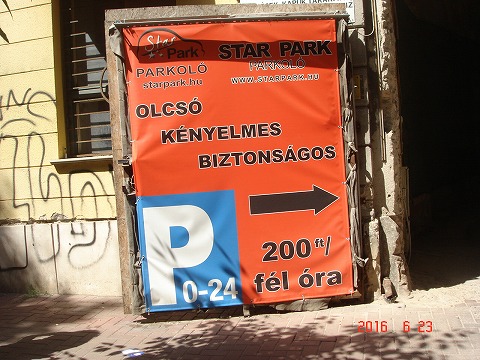 Star Park
STAR PARK
PARKOLÓ
PARKOLÓ
starpark.hu
WWW.STARPARK.HU
OLCSÓ
KÉNYELMES
BIZTONSÁGOS
P
0-24
200 ft/
fél óra
2016 6 23